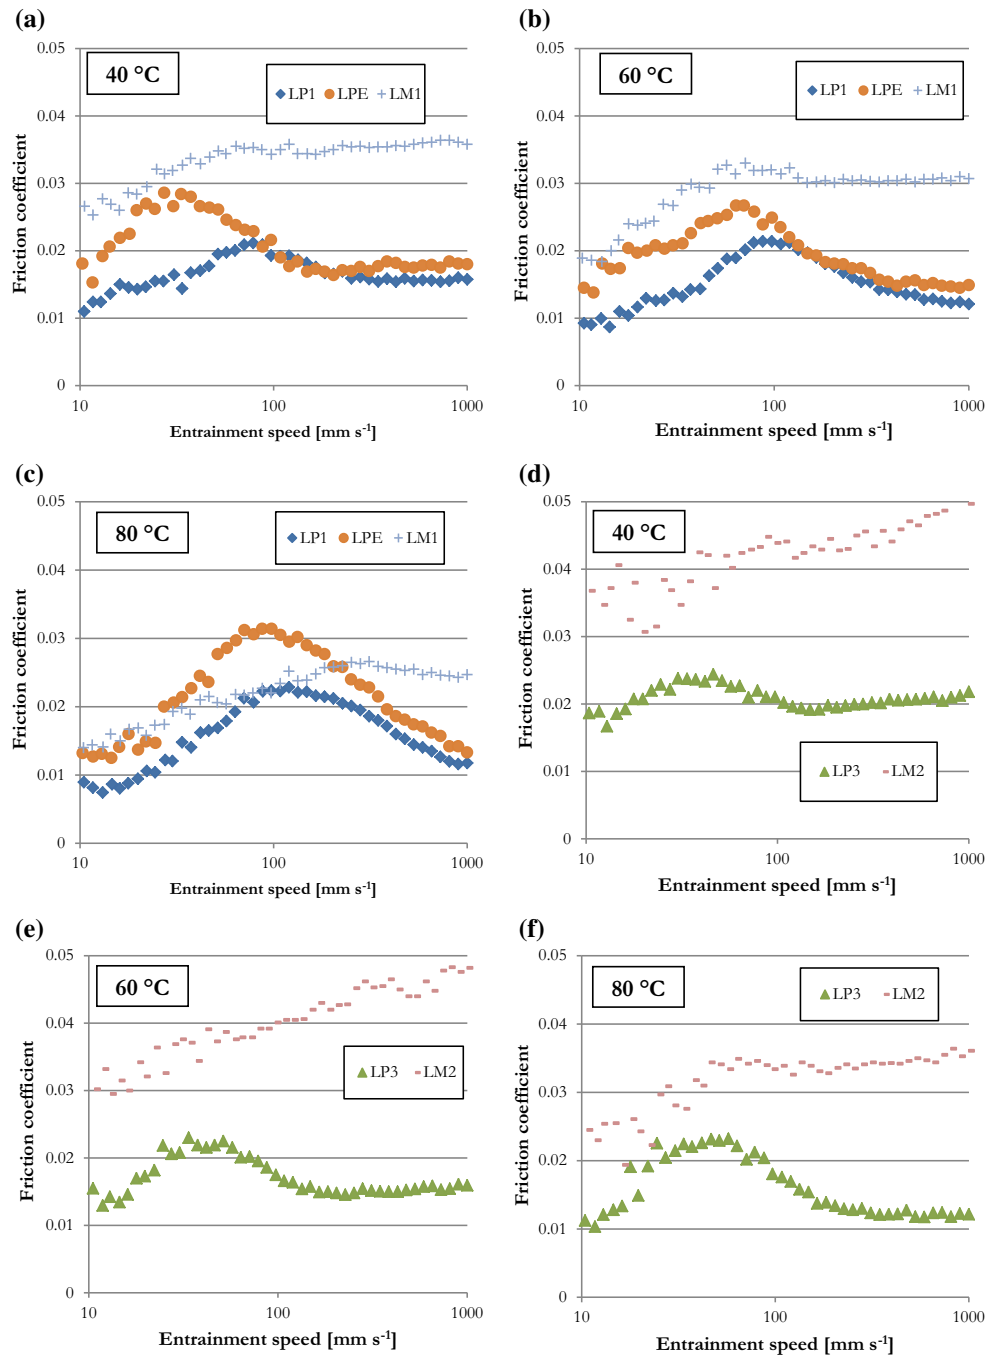 (a)
0.05
0.04
0.03
0.02
0.01
0
10
100
1000
40 °C
LP1
LPE
LM1
Friction coefficient
Entrainment speed [mm s-1]
(b)
0.05
0.04
0.03
0.02
0.01
0
10
100
1000
60 °C
LP1
LPE
LM1
Friction coefficient
Entrainment speed [mm s-1]
(c)
0.05
0.04
0.03
0.02
0.01
0
10
100
1000
80 °C
LP1
LPE
LM1
Friction coefficient
Entrainment speed [mm s-1]
(d)
0.05
0.04
0.03
0.02
0.01
0
10
100
1000
40 °C
LP3
LM2
Friction coefficient
Entrainment speed [mm s-1]
(e)
0.05
0.04
0.03
0.02
0.01
0
10
100
1000
60 °C
LP3
LM2
Friction coefficient
Entrainment speed [mm s-1]
(f)
0.05
0.04
0.03
0.02
0.01
0
10
100
1000
80 °C
LP3
LM2
Friction coefficient
Entrainment speed [mm s-1]